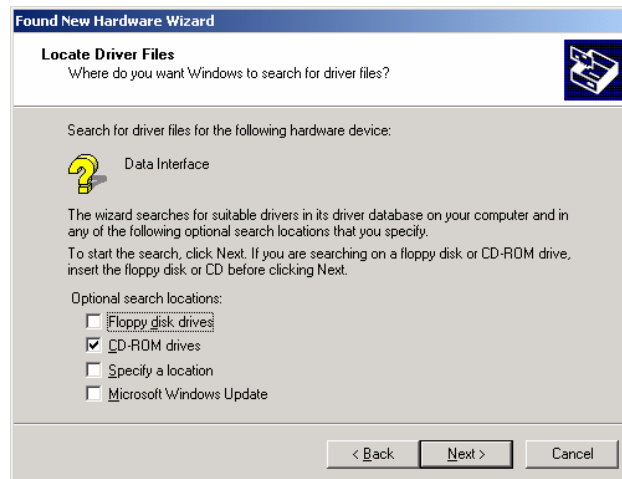 Found New Hardware Wizard
Locate Driver Files
Where do you want Windows to search for driver files?
Search for driver files for the following hardware device:
Data Interface
The wizard searches for suitable drivers in its driver database on your computer and in
any of the following optional search locations that you specify.
To start the search, click Next. If you are searching on a floppy disk or CD-ROM drive,
insert the floppy disk or CD before clicking Next.
Optional search locations:
Floppy disk drives
CD-ROM drives
Specify a location
Microsoft Windows Update
< Back Next > Cancel